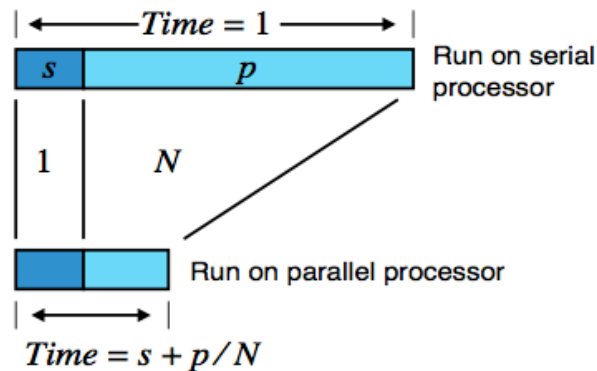 Time = 1
s p
Run on serial
processor
1 N
Run on parallel processor
Time = s + p/N